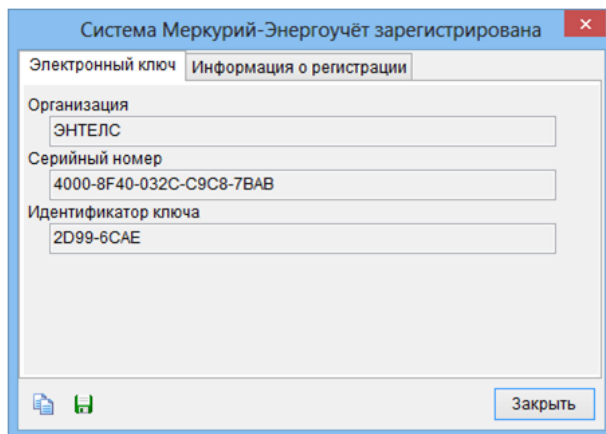 Система Меркурий-Энергоучёт зарегистрирована
Электронный ключ Информация о регистрации
Организация
ЭНТЕЛС
Серийный номер
4000-8F40-032C-C9C8-7BAB
Идентификатор ключа
2D99-6CAE
Закрыть